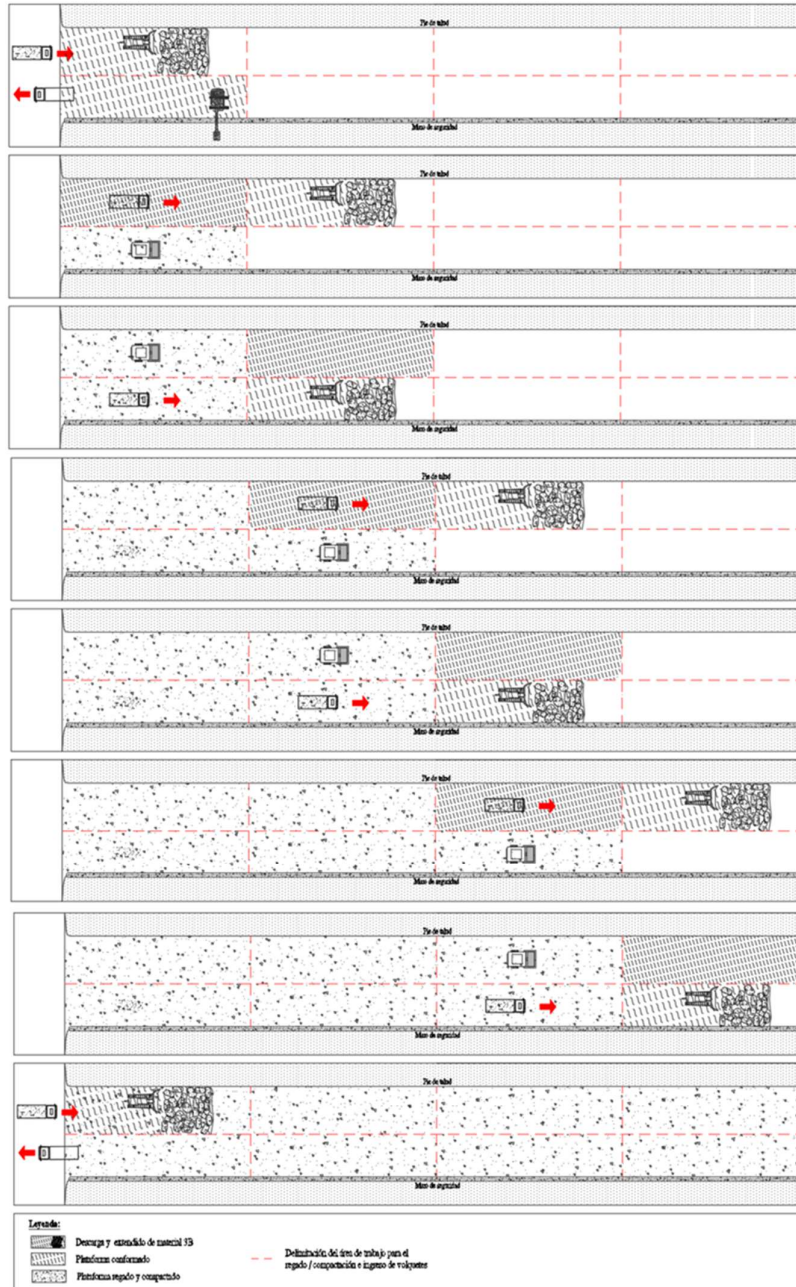 Pie de talud
Muro de seguridad
Pie de talud
Muro de seguridad
Pie de talud
Muro de seguridad
Pie de talud
Muro de seguridad
Pie de talud
Muro de seguridad
Pie de talud
Muro de seguridad
Pie de talud
Muro de seguridad
Pie de talud
Muro de seguridad
Leyenda:
Descarga y extendido de material
Plataforma conformado
Plataforma regado y compactado
Delimitación del área de trabajo para el
regado / compactación e ingreso de volquetes